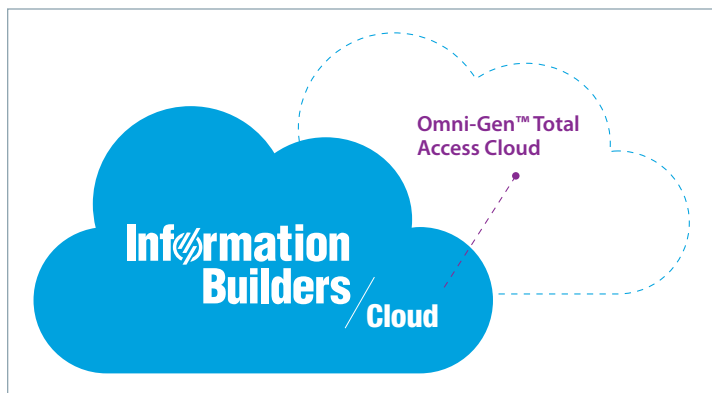 Omni-Gen™ Total
Access Cloud
Information
Builders
/Cloud